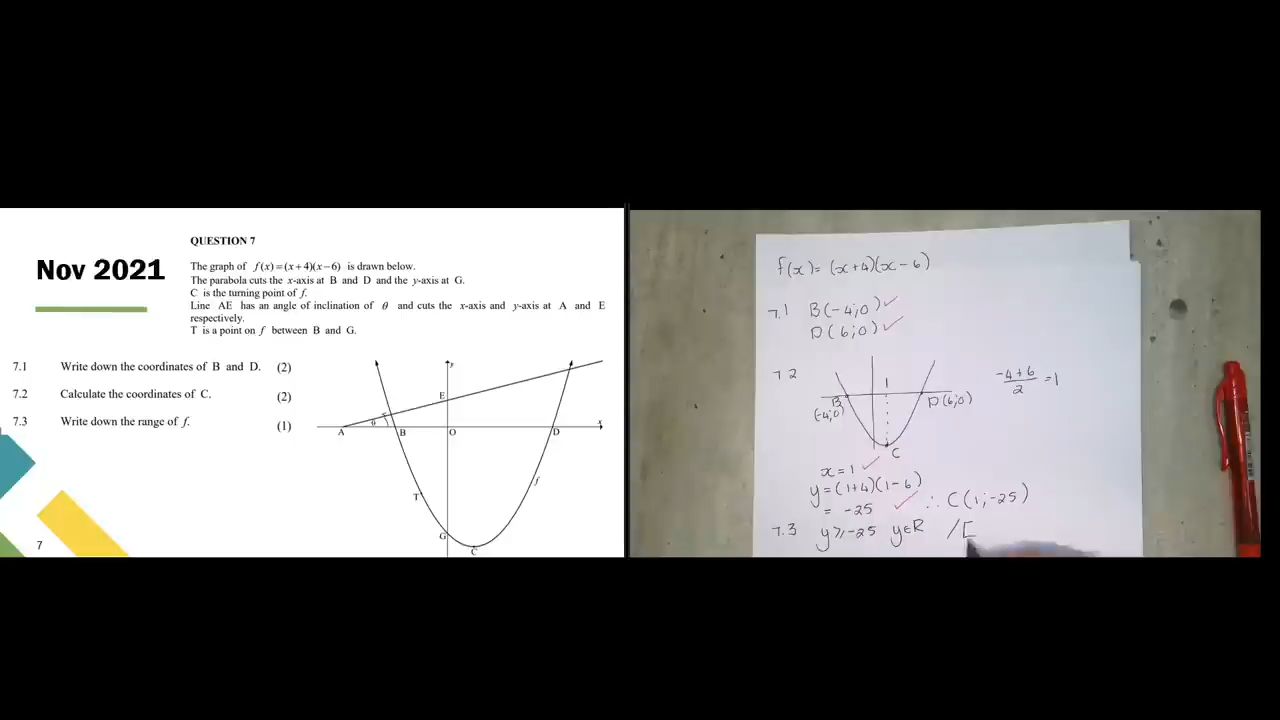 Nov 2021
QUESTION 7
The graph of f(x)=(x+4)(x−6) is drawn below.
The parabola cuts the x-axis at B and D and the y-axis at G.
C is the turning point of f.
Line AE has an angle of inclination of θ and cuts the x-axis and y-axis at A and E
respectively.
T is a point on f between B and G.
7.1 Write down the coordinates of B and D. (2)
7.2 Calculate the coordinates of C. (2)
7.3 Write down the range of f. (1)
y
E
θ
x
A B O D
f
T
G
C
7
f(x)=(x+4)(x-6)
7.1 B(-4;0) ✓
D(6;0) ✓
7.2
1
-4+6
2
=1
B
(-4;0)
D(6;0)
C
x=1 ✓
y=(1+4)(1-6)
= -25 ✓ ∴ C(1;-25)
7.3 y⩾-25 y∈R / [